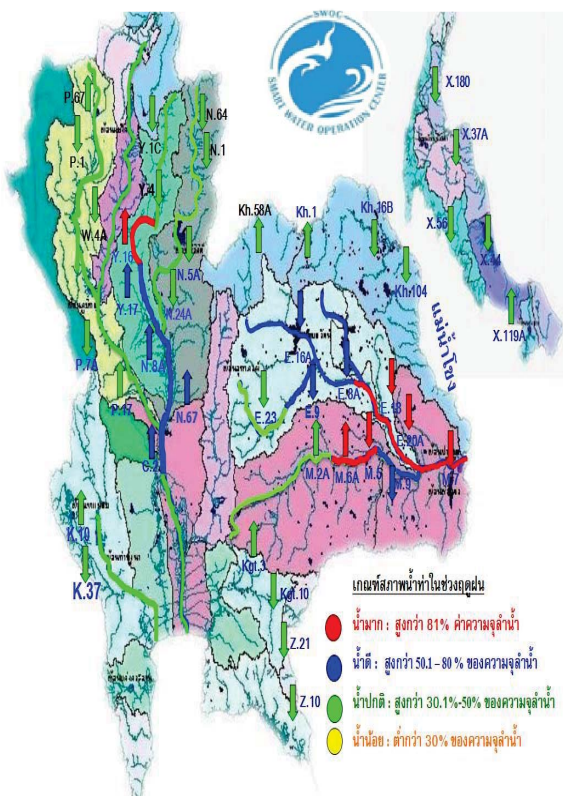 SWOC
SMART WATER OPERATION CENTER
P.67
P.1
W.4A
Y.16
Y.17
P.7A
P.17
Y.1C
Y.4
N.64
N.1
N.5A
N.24A
N.8A
N.67
C.2
Kh.58A
Kh.1
Kh.16B
Kh.104
แม่น้ำโขง
X.180
X.37A
X.56
X.44
X.119A
E.16A
E.8A
E.23
E.9
E.18
E.20A
M.2A
M.6A
M.5
M.9
M.7
K.10
K.37
Kgt.3
Kgt.10
Z.21
Z.10
เกณฑ์สภาพน้ำท่าในช่วงฤดูฝน
น้ำมาก : สูงกว่า 81% ค่าความจุลำน้ำ
น้ำดี : สูงกว่า 50.1 – 80 % ของความจุลำน้ำ
น้ำปกติ : สูงกว่า 30.1%-50% ของความจุลำน้ำ
น้ำน้อย : ต่ำกว่า 30% ของความจุลำน้ำ